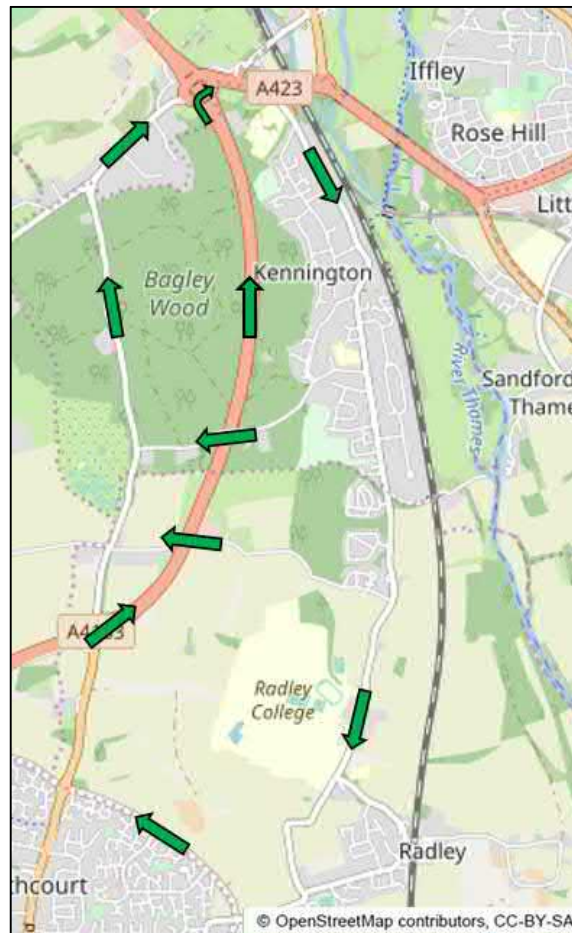 Iffley
A423
Rose Hill
Litt
Bagley
Wood
Kennington
River Thames
Sandford
Thame
Radley
College
Radley
thcourt
© OpenStreetMap contributors, CC-BY-SA